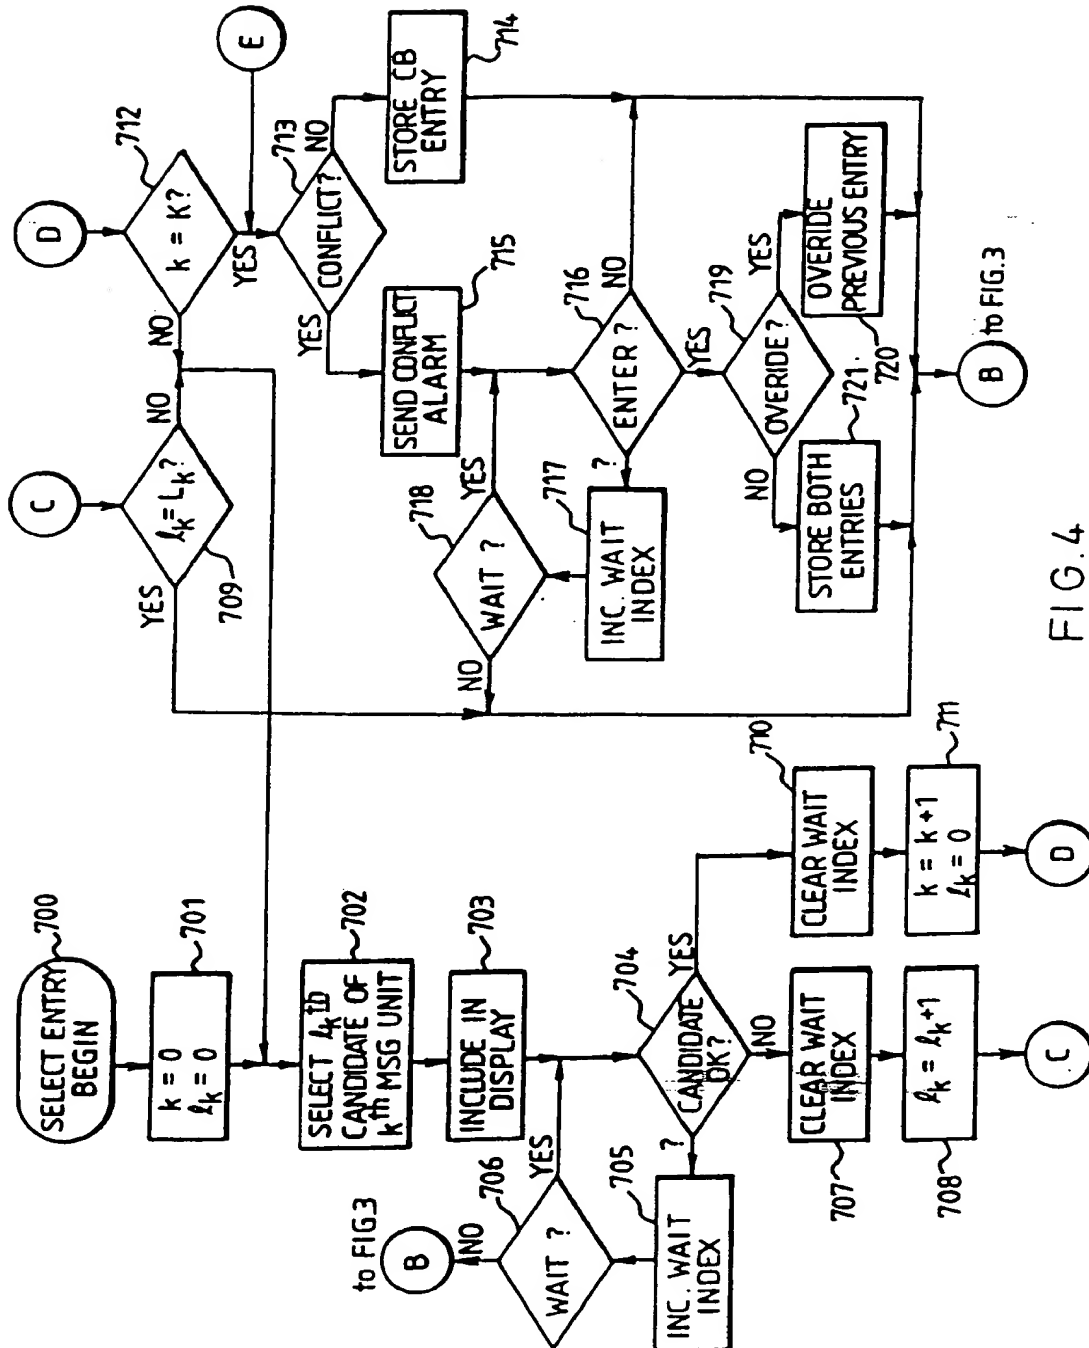 SELECT ENTRY
BEGIN
700
k = 0
ℓk = 0
701
SELECT ℓk th
CANDIDATE OF
kth MSG UNIT
702
INCLUDE IN
DISPLAY
703
CANDIDATE
OK?
704
YES
NO
?
INC. WAIT
INDEX
705
WAIT ?
706
YES
NO
B
to FIG.3
CLEAR WAIT
INDEX
707
ℓk = ℓk+1
708
C
CLEAR WAIT
INDEX
710
k = k+1
ℓk = 0
711
D
C
ℓk = Lk?
709
YES
NO
D
k = K?
712
NO
YES
E
CONFLICT?
713
NO
YES
STORE CB
ENTRY
714
SEND CONFLICT
ALARM
715
ENTER ?
716
NO
YES
?
INC. WAIT
INDEX
717
WAIT ?
718
YES
NO
OVERIDE?
719
YES
NO
OVERIDE
PREVIOUS ENTRY
720
STORE BOTH
ENTRIES
721
B to FIG.3
FIG.4